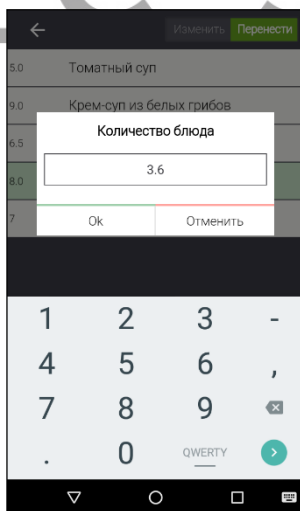 Изменить Перенести
5.0 Томатный суп
9.0 Крем-суп из белых грибов
6.5
Количество блюда
3.6
8.0
7
Ok Отменить
1 2 3 -
4 5 6 ,
7 8 9
. 0 QWERTY